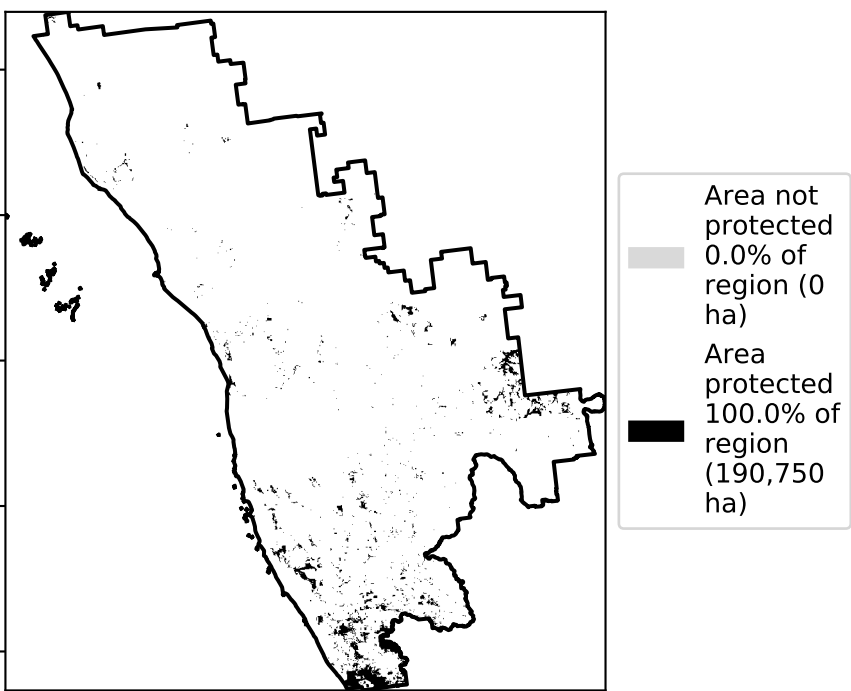 Area not
protected
0.0% of
region (0
ha)
Area
protected
100.0% of
region
(190,750
ha)